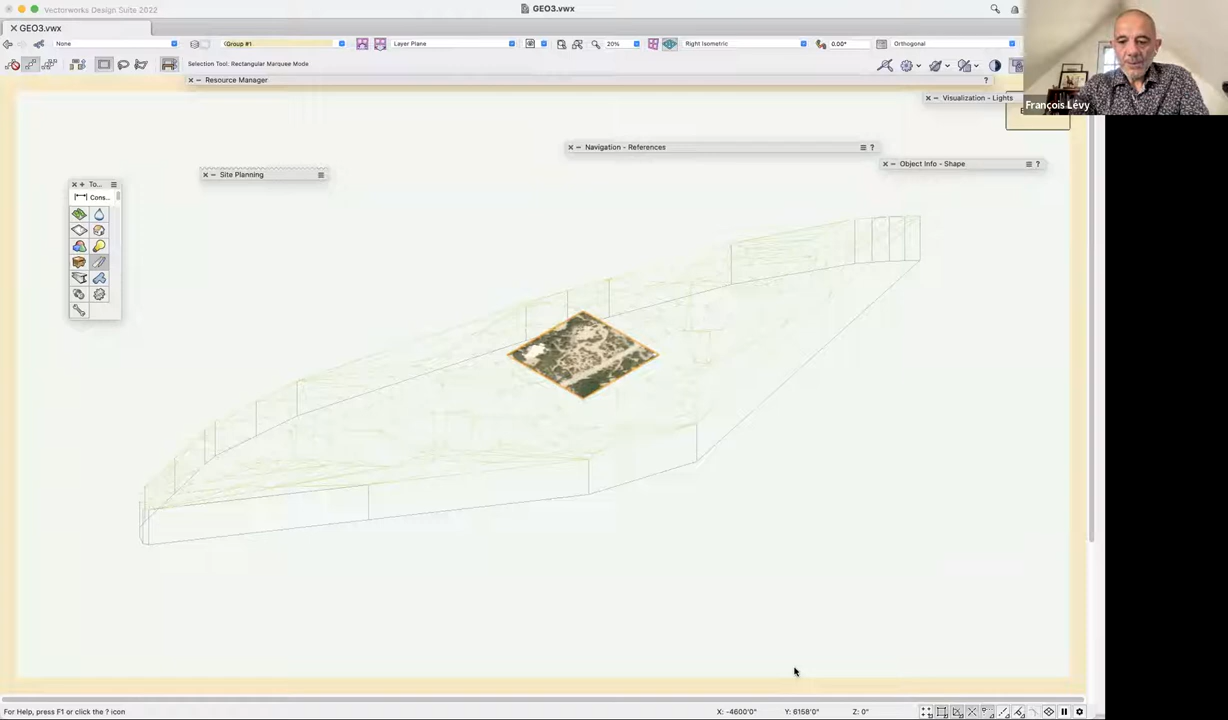 Vectorworks Design Suite 2022
GEO3.vwx
GEO3.vwx
None
(Group #1)
Layer Plane
20%
Right Isometric
0.00°
Orthogonal
Selection Tool: Rectangular Marquee Mode
Resource Manager
?
Visualization - Lights
François Lévy
Navigation - References
?
Object Info - Shape
?
Site Planning
To...
Cons...
For Help, press F1 or click the ? icon
X: -4600'0"
Y: 6158'0"
Z: 0"